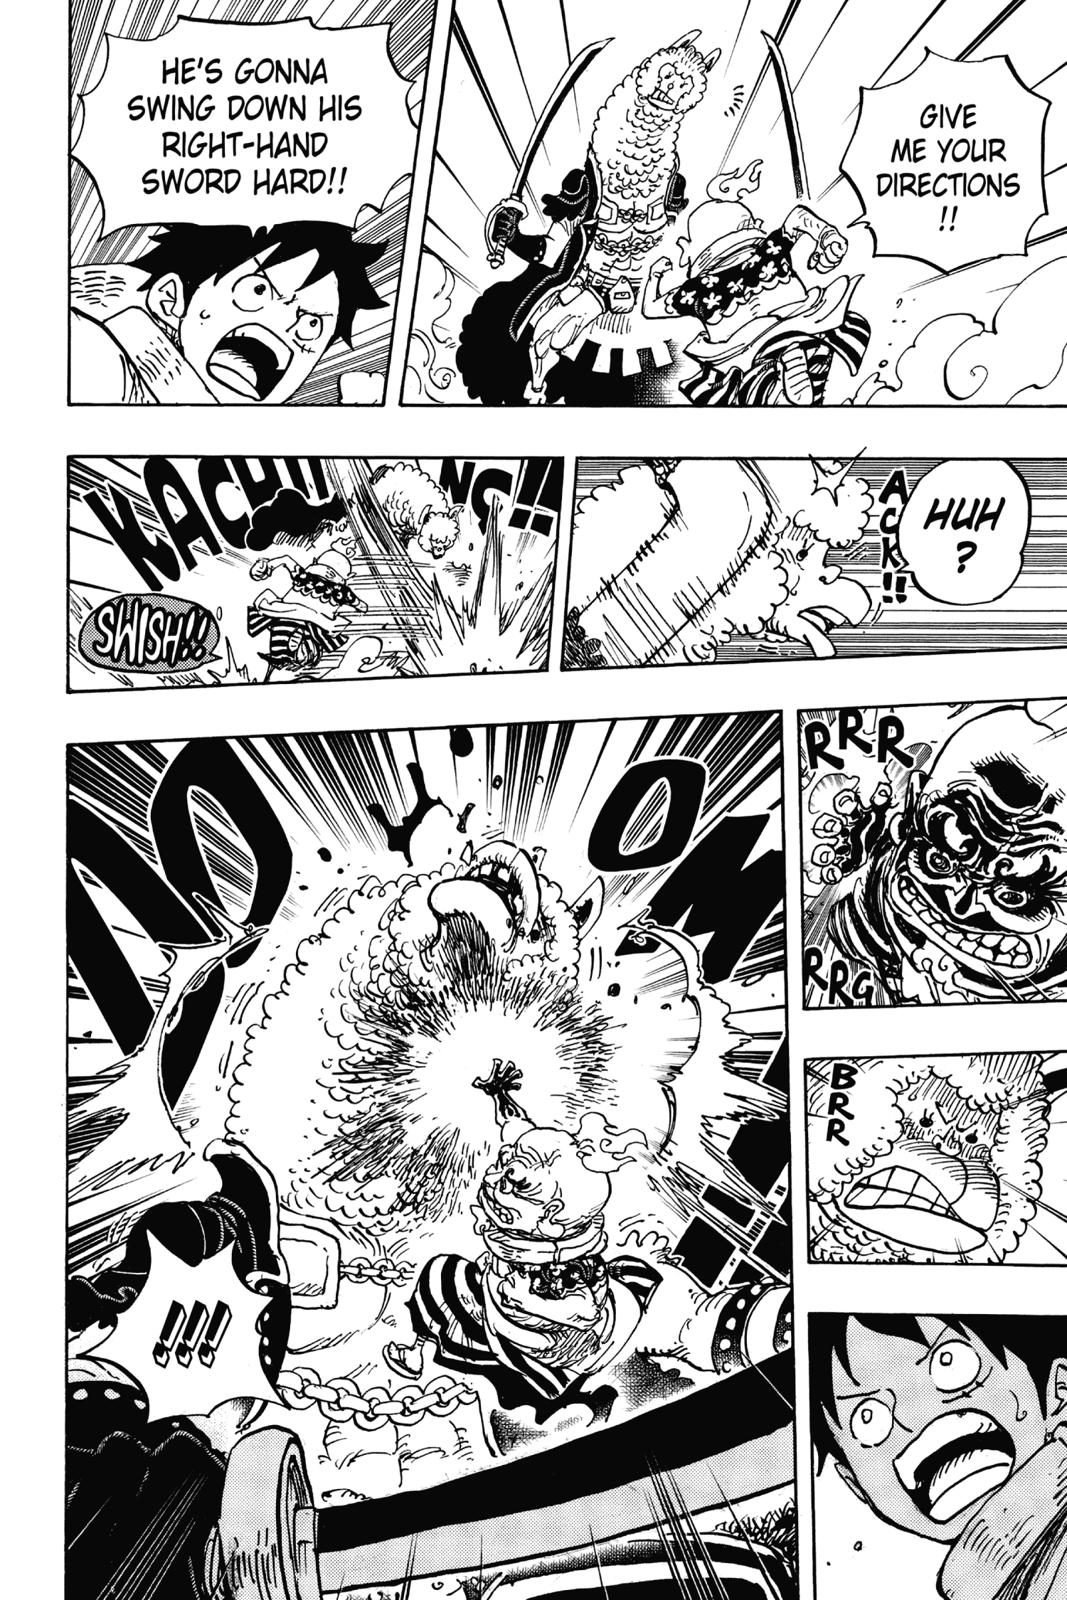 GIVE
ME YOUR
DIRECTIONS
!!
HE'S GONNA
SWING DOWN HIS
RIGHT-HAND
SWORD HARD!!
HUH
?
ACK!!
SWISH!!
RRR
RRG
BRR
!!!!